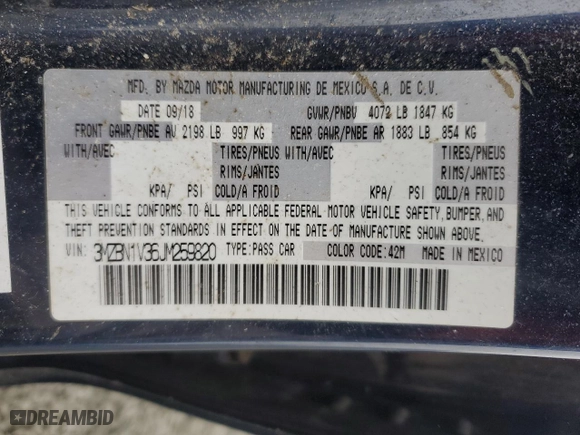 MFD. BY MAZDA MOTOR MANUFACTURING DE MEXICO S.A. DE C.V.
DATE 09/18 GVWR/PNBV 4072 LB 1847 KG
FRONT GAWR/PNBE AV 2198 LB 997 KG REAR GAWR/PNBE AR 1883 LB 854 KG
WITH/AVEC TIRES/PNEUS WITH/AVEC TIRES/PNEUS
RIMS/JANTES RIMS/JANTES
KPA/ PSI COLD/A FROID KPA/ PSI COLD/A FROID
THIS VEHICLE CONFORMS TO ALL APPLICABLE FEDERAL MOTOR VEHICLE SAFETY, BUMPER, AND
THEFT PREVENTION STANDARDS IN EFFECT ON THE DATE OF MANUFACTURE SHOWN ABOVE.
VIN: 3MZBN1V36JM259820 TYPE: PASS CAR COLOR CODE: 42M MADE IN MEXICO
DREAMBID